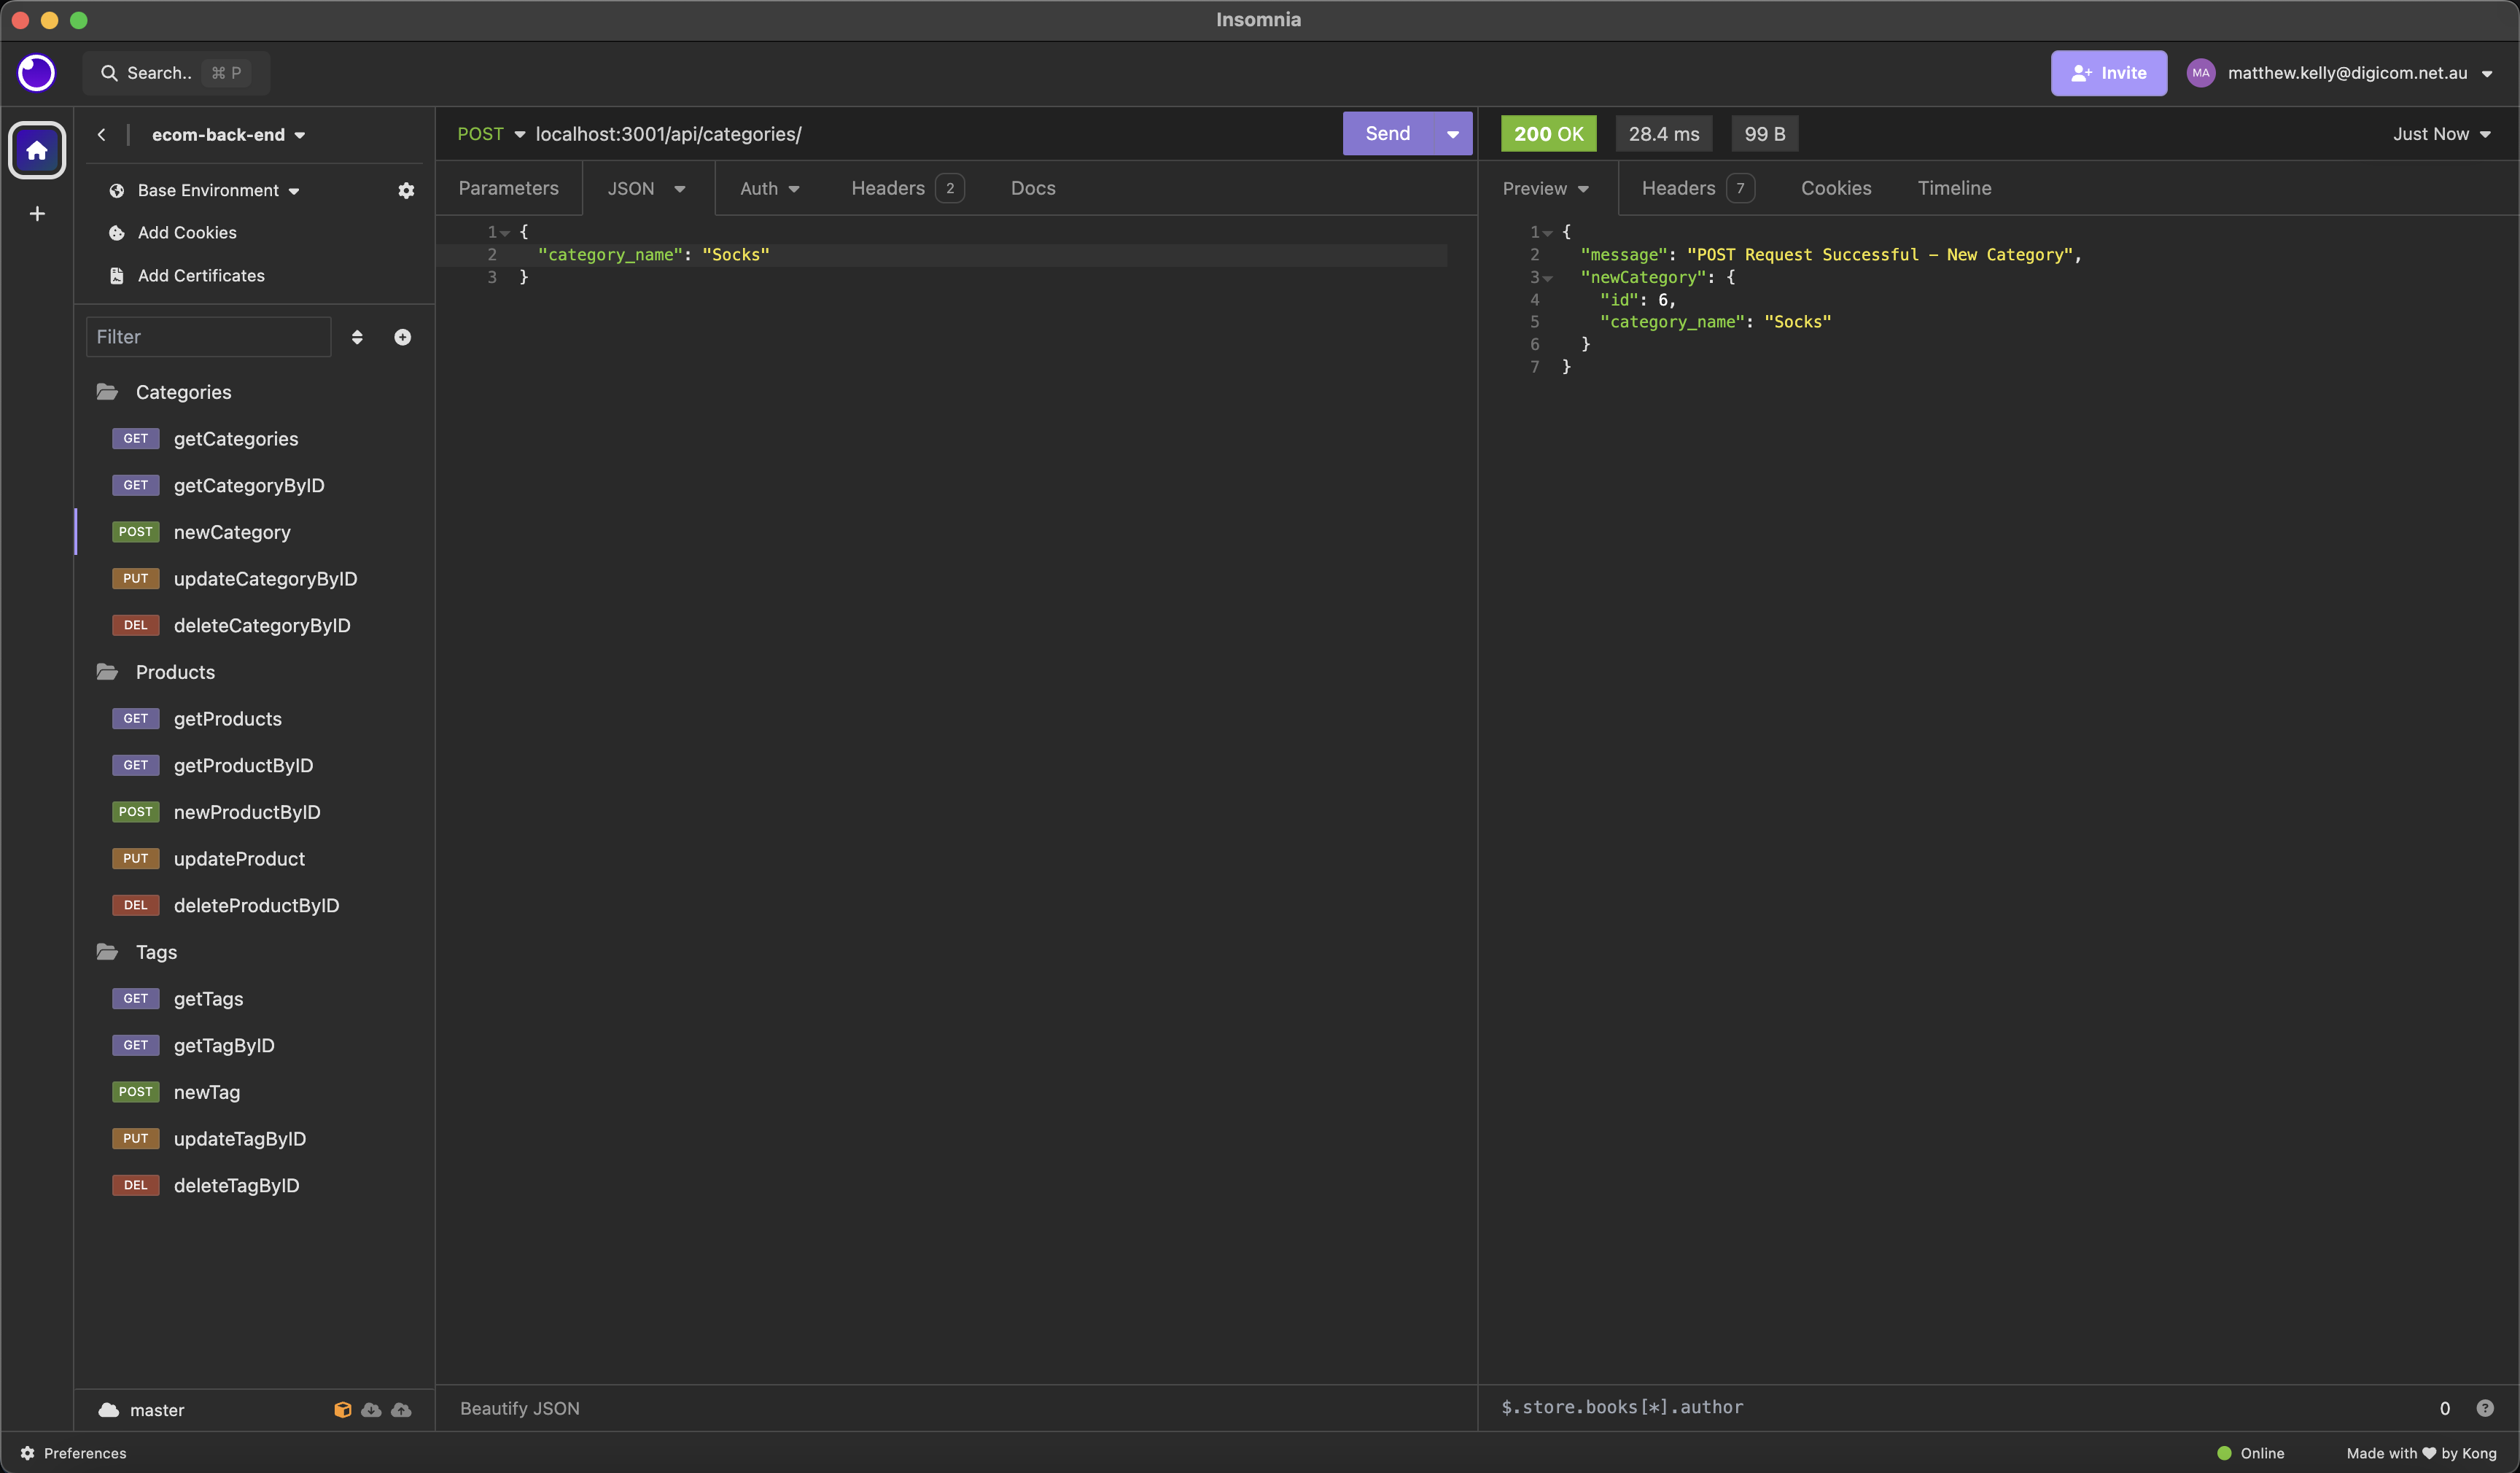 Insomnia
Search.. ⌘ P
Invite
MA
matthew.kelly@digicom.net.au
ecom-back-end
Base Environment
Add Cookies
Add Certificates
Filter
Categories
GET getCategories
GET getCategoryByID
POST newCategory
PUT updateCategoryByID
DEL deleteCategoryByID
Products
GET getProducts
GET getProductByID
POST newProductByID
PUT updateProduct
DEL deleteProductByID
Tags
GET getTags
GET getTagByID
POST newTag
PUT updateTagByID
DEL deleteTagByID
master
POST localhost:3001/api/categories/
Send
Parameters JSON Auth Headers 2 Docs
1 {
2 "category_name": "Socks"
3 }
Beautify JSON
200 OK 28.4 ms 99 B Just Now
Preview Headers 7 Cookies Timeline
1 {
2 "message": "POST Request Successful – New Category",
3 "newCategory": {
4 "id": 6,
5 "category_name": "Socks"
6 }
7 }
$.store.books[*].author 0 ?
Preferences
Online
Made with ♥ by Kong